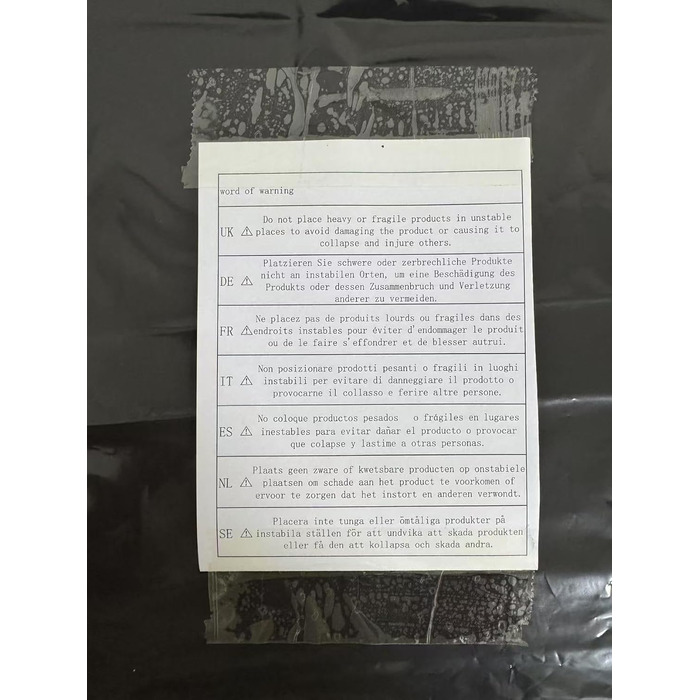 word of warning
UK ⚠ Do not place heavy or fragile products in unstable
places to avoid damaging the product or causing it to
collapse and injure others.
DE ⚠ Platzieren Sie schwere oder zerbrechliche Produkte
nicht an instabilen Orten, um eine Beschädigung des
Produkts oder dessen Zusammenbruch und Verletzung
anderer zu vermeiden.
FR ⚠ Ne placez pas de produits lourds ou fragiles dans des
endroits instables pour éviter d'endommager le produit
ou de le faire s'effondrer et de blesser autrui.
IT ⚠ Non posizionare prodotti pesanti o fragili in luoghi
instabili per evitare di danneggiare il prodotto o
provocarne il collasso e ferire altre persone.
ES ⚠ No coloque productos pesados o frágiles en lugares
inestables para evitar dañar el producto o provocar
que colapse y lastime a otras personas.
NL ⚠ Plaats geen zware of kwetsbare producten op onstabiele
plaatsen om schade aan het product te voorkomen of
ervoor te zorgen dat het instort en anderen verwondt.
SE ⚠ Placera inte tunga eller ömtåliga produkter på
instabila ställen för att undvika att skada produkten
eller få den att kollapsa och skada andra.